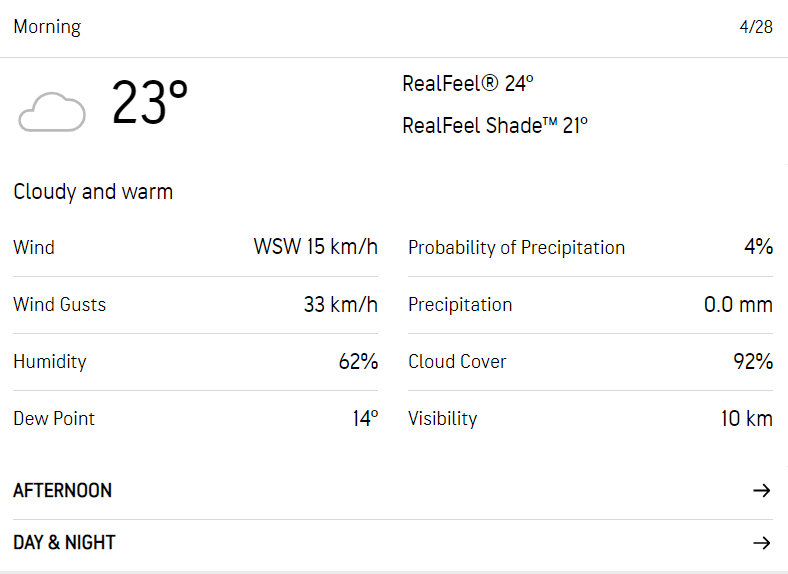 Morning 4/28
23° RealFeel® 24°
RealFeel Shade™ 21°
Cloudy and warm
Wind WSW 15 km/h Probability of Precipitation 4%
Wind Gusts 33 km/h Precipitation 0.0 mm
Humidity 62% Cloud Cover 92%
Dew Point 14° Visibility 10 km
AFTERNOON
DAY & NIGHT